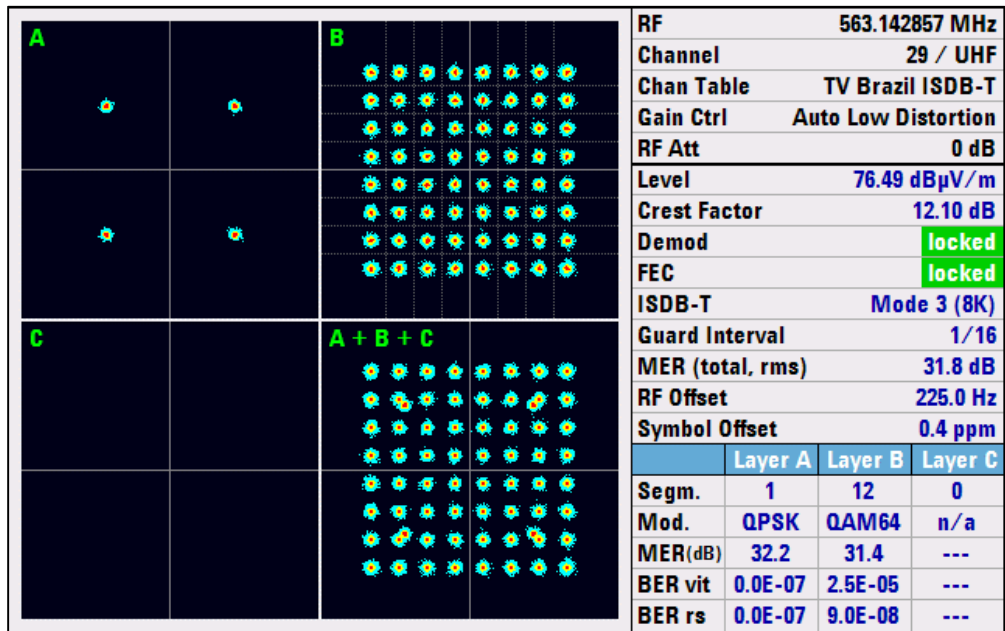 A
B
C
A + B + C
RF 563.142857 MHz
Channel 29 / UHF
Chan Table TV Brazil ISDB-T
Gain Ctrl Auto Low Distortion
RF Att 0 dB
Level 76.49 dBµV/m
Crest Factor 12.10 dB
Demod locked
FEC locked
ISDB-T Mode 3 (8K)
Guard Interval 1/16
MER (total, rms) 31.8 dB
RF Offset 225.0 Hz
Symbol Offset 0.4 ppm
Layer A Layer B Layer C
Segm. 1 12 0
Mod. QPSK QAM64 n/a
MER(dB) 32.2 31.4 ---
BER vit 0.0E-07 2.5E-05 ---
BER rs 0.0E-07 9.0E-08 ---